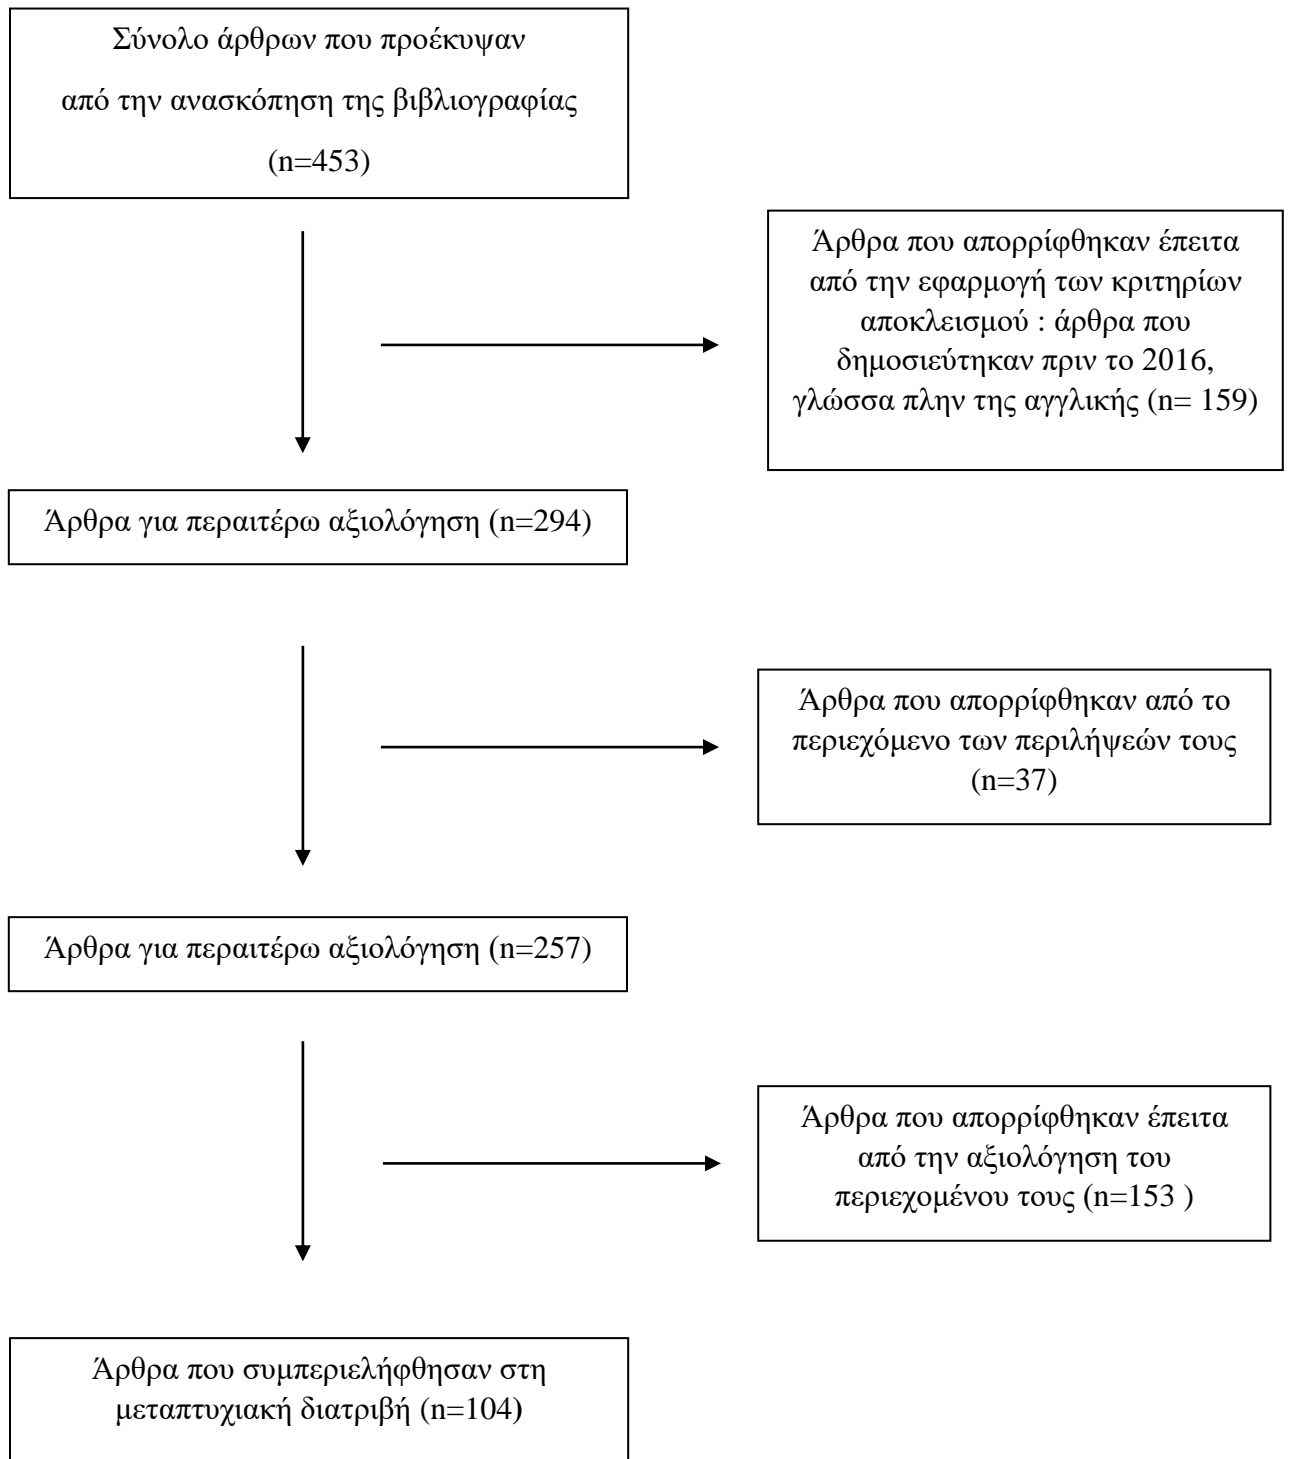 Σύνολο άρθρων που προέκυψαν
από την ανασκόπηση της βιβλιογραφίας
(n=453)
Άρθρα που απορρίφθηκαν έπειτα
από την εφαρμογή των κριτηρίων
αποκλεισμού : άρθρα που
δημοσιεύτηκαν πριν το 2016,
γλώσσα πλην της αγγλικής (n= 159)
Άρθρα για περαιτέρω αξιολόγηση (n=294)
Άρθρα που απορρίφθηκαν από το
περιεχόμενο των περιλήψεών τους
(n=37)
Άρθρα για περαιτέρω αξιολόγηση (n=257)
Άρθρα που απορρίφθηκαν έπειτα
από την αξιολόγηση του
περιεχομένου τους (n=153 )
Άρθρα που συμπεριελήφθησαν στη
μεταπτυχιακή διατριβή (n=104)